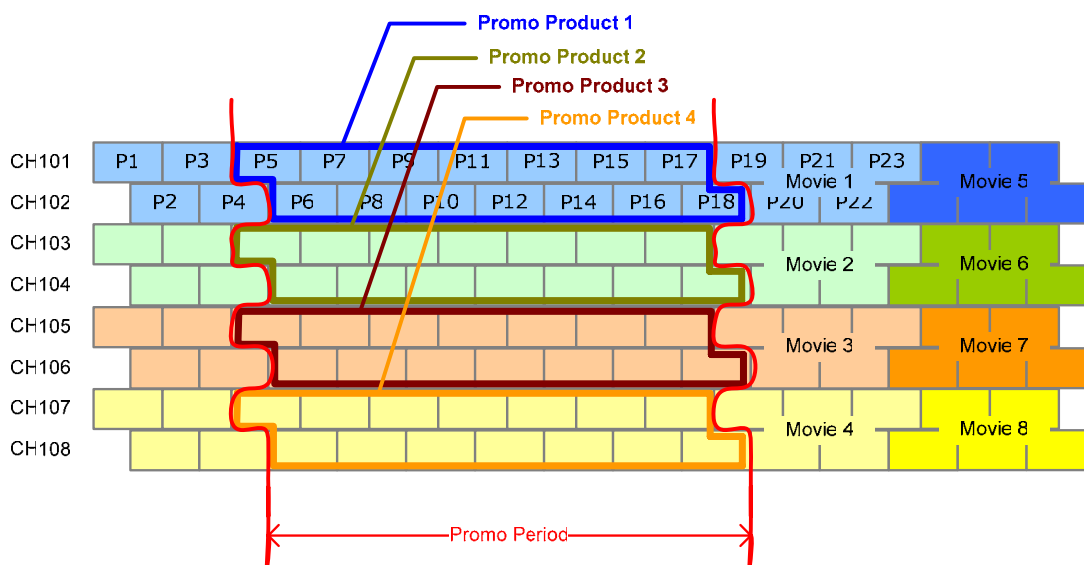 Promo Product 1
Promo Product 2
Promo Product 3
Promo Product 4
CH101 P1 P3 P5 P7 P9 P11 P13 P15 P17 P19 P21 P23
Movie 1 Movie 5
CH102 P2 P4 P6 P8 P10 P12 P14 P16 P18 P20 P22
CH103
Movie 2 Movie 6
CH104
CH105
Movie 3 Movie 7
CH106
CH107
Movie 4 Movie 8
CH108
Promo Period